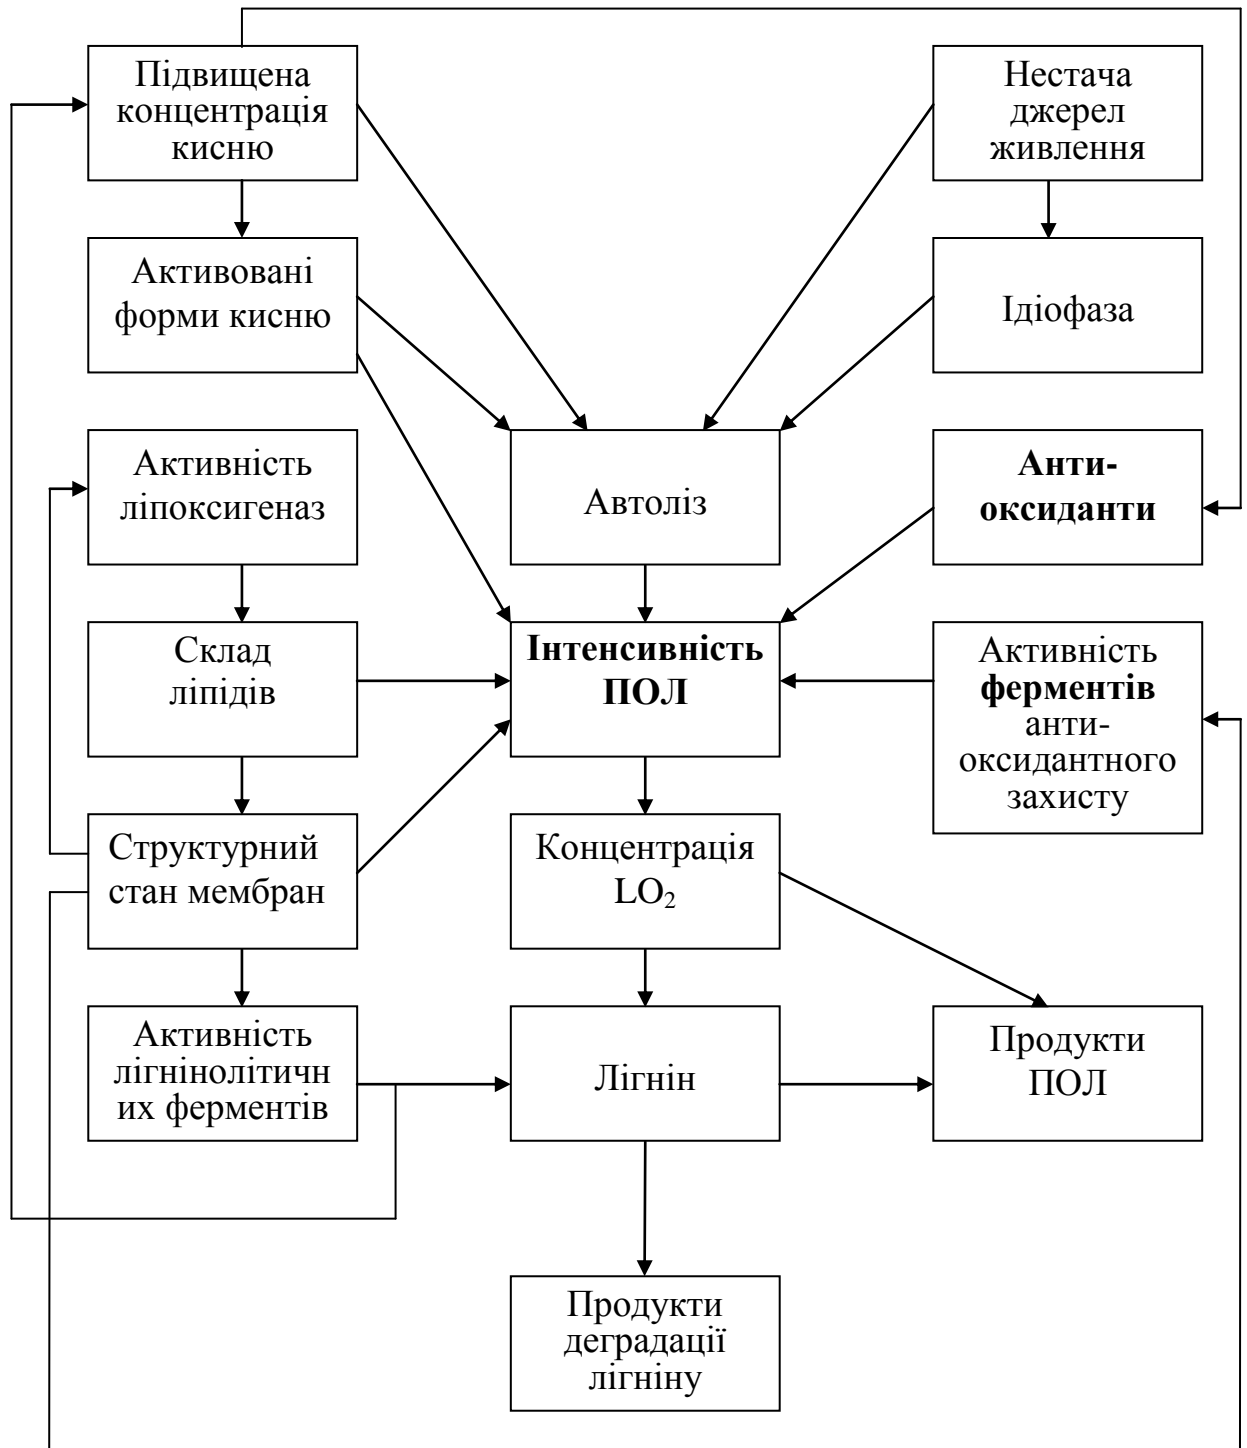 Підвищена
концентрація
кисню
Нестача
джерел
живлення
Активовані
форми кисню
Ідіофаза
Активність
ліпоксигеназ
Автоліз
Анти-
оксиданти
Склад
ліпідів
Інтенсивність
ПОЛ
Активність
ферментів
анти-
оксидантного
захисту
Структурний
стан мембран
Концентрація
LO₂
Активність
лігнінолітичн
их ферментів
Лігнін
Продукти
ПОЛ
Продукти
деградації
лігніну